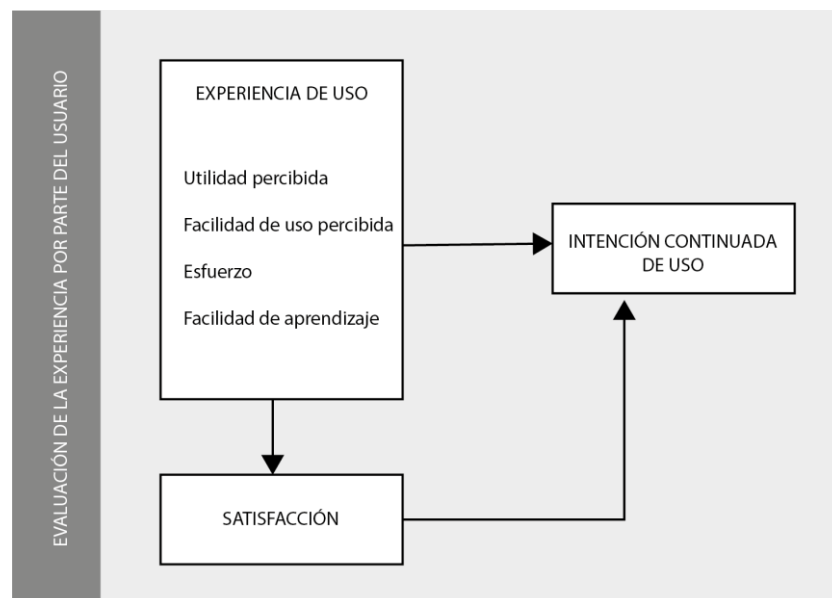 EVALUACIÓN DE LA EXPERIENCIA POR PARTE DEL USUARIO
EXPERIENCIA DE USO
Utilidad percibida
Facilidad de uso percibida
Esfuerzo
Facilidad de aprendizaje
INTENCIÓN CONTINUADA
DE USO
SATISFACCIÓN